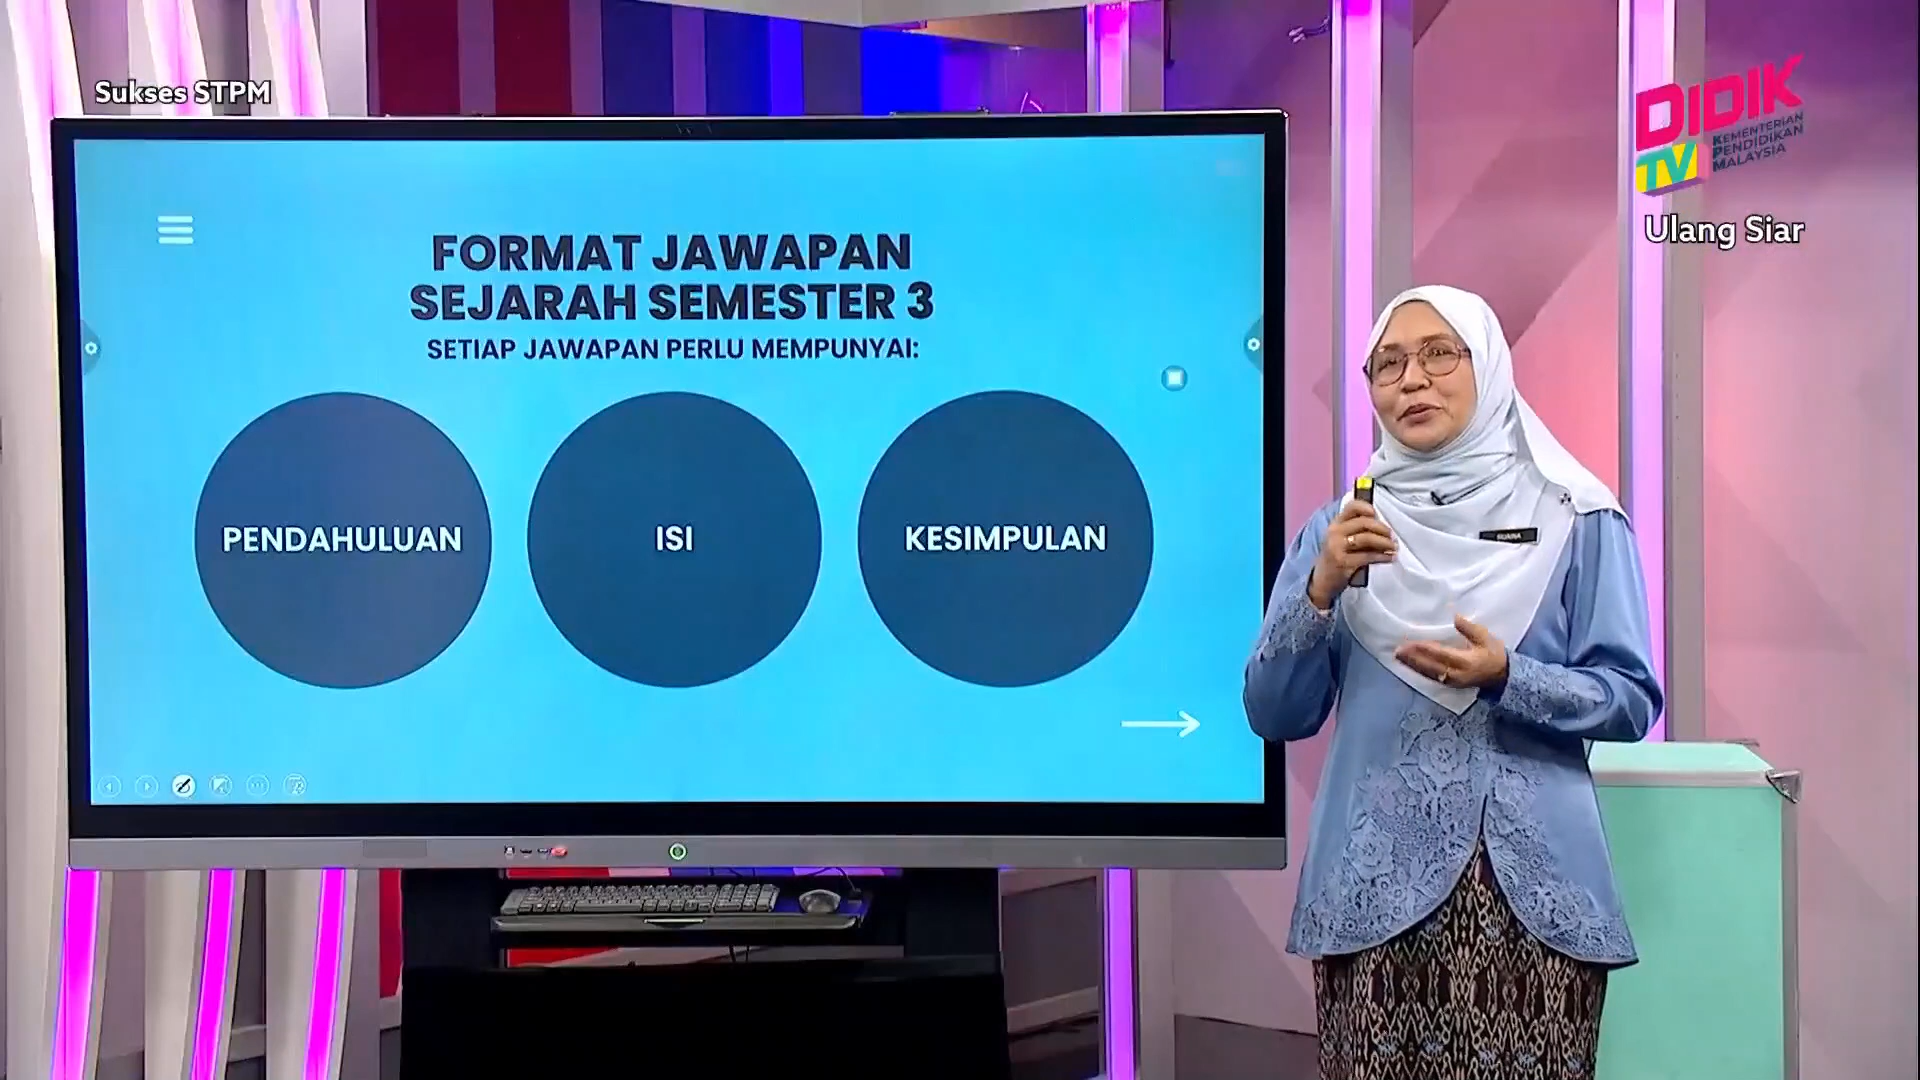 Sukses STPM
DIDIK
TV
KEMENTERIAN
PENDIDIKAN
MALAYSIA
Ulang Siar
FORMAT JAWAPAN
SEJARAH SEMESTER 3
SETIAP JAWAPAN PERLU MEMPUNYAI:
PENDAHULUAN
ISI
KESIMPULAN